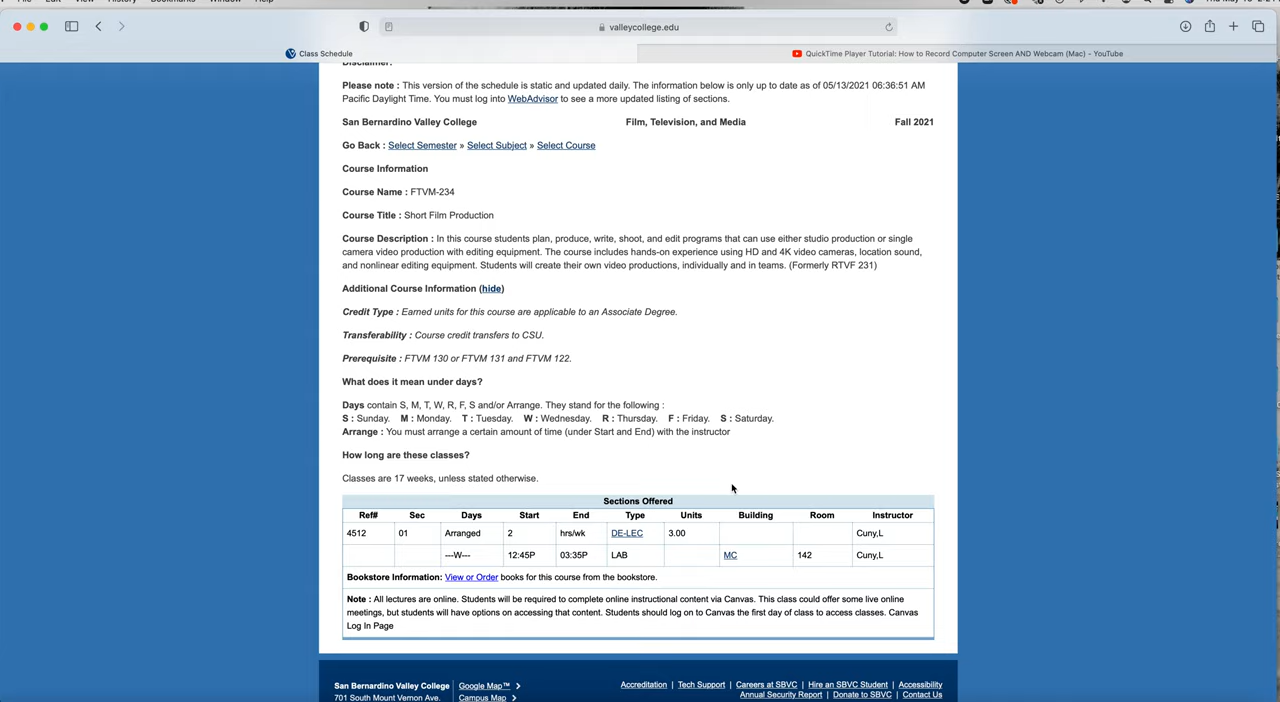 valleycollege.edu
Class Schedule
QuickTime Player Tutorial: How to Record Computer Screen AND Webcam (Mac) - YouTube
Disclaimer:
Please note : This version of the schedule is static and updated daily. The information below is only up to date as of 05/13/2021 06:36:51 AM
Pacific Daylight Time. You must log into WebAdvisor to see a more updated listing of sections.
San Bernardino Valley College Film, Television, and Media Fall 2021
Go Back : Select Semester » Select Subject » Select Course
Course Information
Course Name : FTVM-234
Course Title : Short Film Production
Course Description : In this course students plan, produce, write, shoot, and edit programs that can use either studio production or single
camera video production with editing equipment. The course includes hands-on experience using HD and 4K video cameras, location sound,
and nonlinear editing equipment. Students will create their own video productions, individually and in teams. (Formerly RTVF 231)
Additional Course Information (hide)
Credit Type : Earned units for this course are applicable to an Associate Degree.
Transferability : Course credit transfers to CSU.
Prerequisite : FTVM 130 or FTVM 131 and FTVM 122.
What does it mean under days?
Days contain S, M, T, W, R, F, S and/or Arrange. They stand for the following :
S : Sunday. M : Monday. T : Tuesday. W : Wednesday. R : Thursday. F : Friday. S : Saturday.
Arrange : You must arrange a certain amount of time (under Start and End) with the instructor
How long are these classes?
Classes are 17 weeks, unless stated otherwise.
Sections Offered
Ref# Sec Days Start End Type Units Building Room Instructor
4512 01 Arranged 2 hrs/wk DE-LEC 3.00 Cuny,L
---W--- 12:45P 03:35P LAB MC 142 Cuny,L
Bookstore Information: View or Order books for this course from the bookstore.
Note : All lectures are online. Students will be required to complete online instructional content via Canvas. This class could offer some live online
meetings, but students will have options on accessing that content. Students should log on to Canvas the first day of class to access classes. Canvas
Log In Page
San Bernardino Valley College Google Map™ Accreditation | Tech Support | Careers at SBVC | Hire an SBVC Student | Accessibility
701 South Mount Vernon Ave. Campus Map Annual Security Report | Donate to SBVC | Contact Us